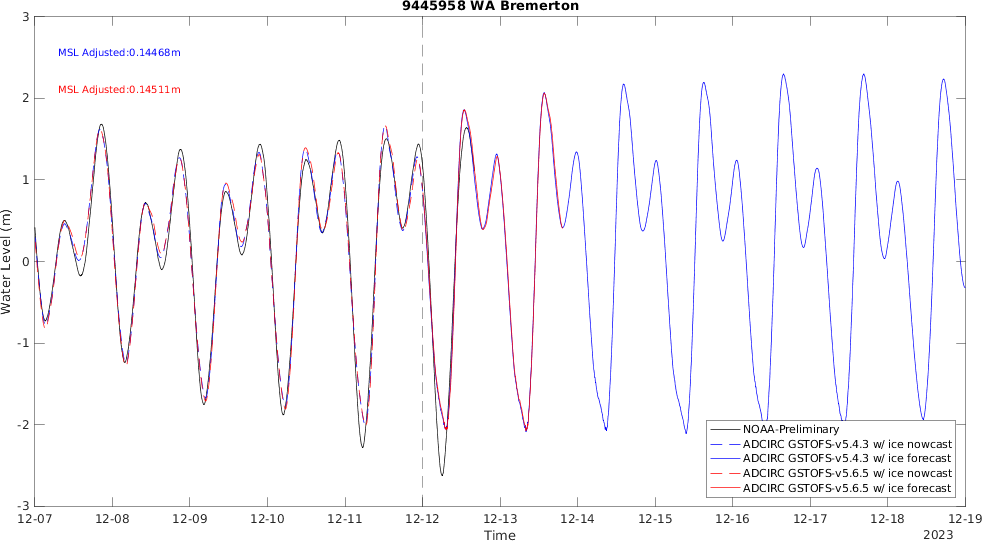 9445958 WA Bremerton
MSL Adjusted:0.14468m
MSL Adjusted:0.14511m
Water Level (m)
3
2
1
0
-1
-2
-3
NOAA-Preliminary
ADCIRC GSTOFS-v5.4.3 w/ ice nowcast
ADCIRC GSTOFS-v5.4.3 w/ ice forecast
ADCIRC GSTOFS-v5.6.5 w/ ice nowcast
ADCIRC GSTOFS-v5.6.5 w/ ice forecast
12-07 12-08 12-09 12-10 12-11 12-12 12-13 12-14 12-15 12-16 12-17 12-18 12-19
Time
2023